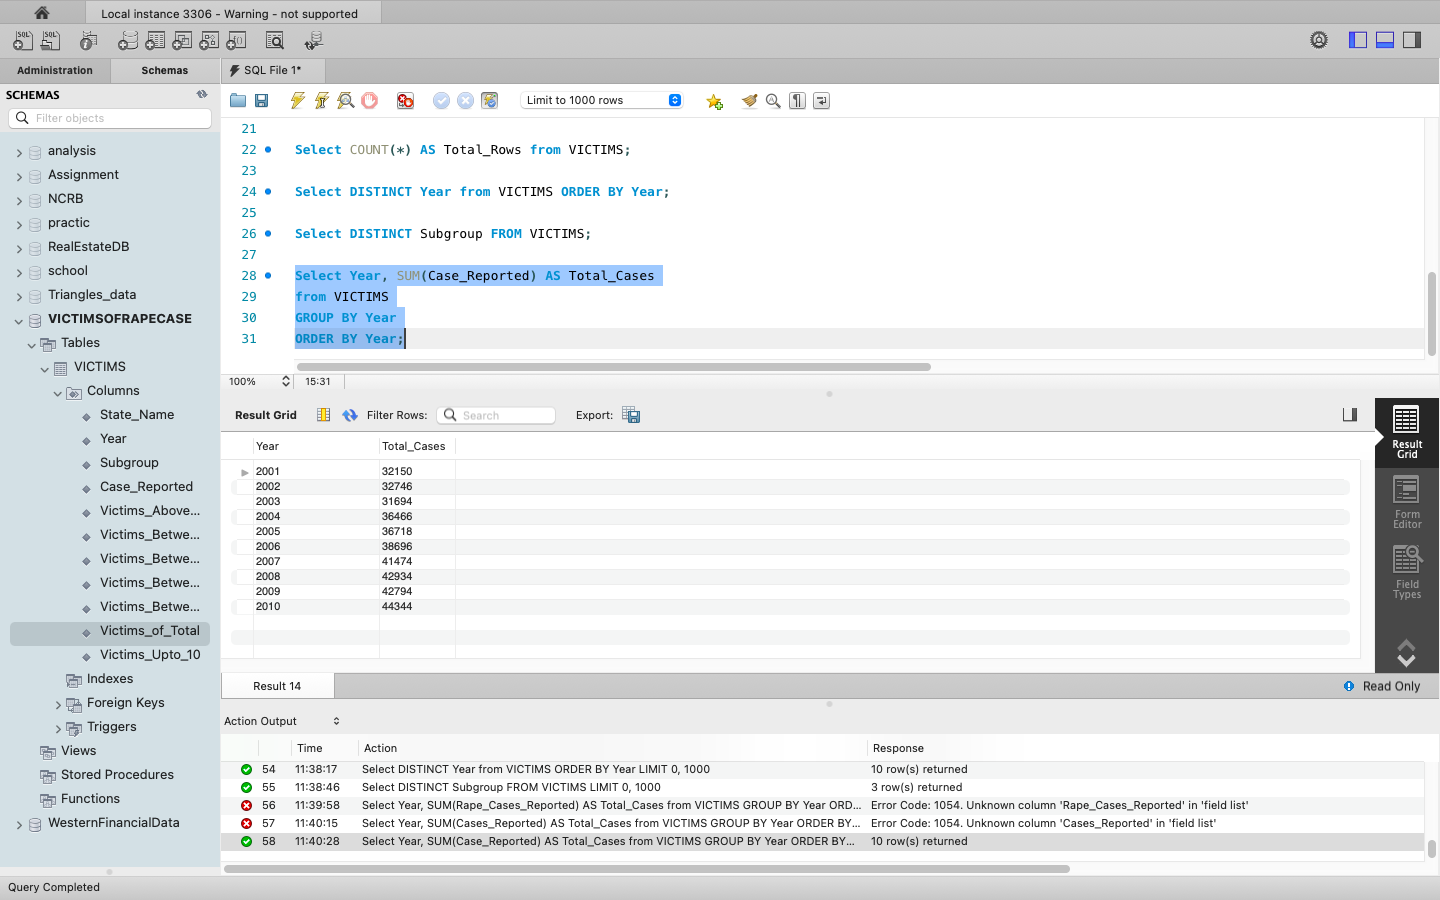 Local instance 3306 - Warning - not supported
Administration
Schemas
SQL File 1*
SCHEMAS
Filter objects
Limit to 1000 rows
analysis
Assignment
NCRB
practic
RealEstateDB
school
Triangles_data
VICTIMSOFRAPECASE
Tables
VICTIMS
Columns
State_Name
Year
Subgroup
Case_Reported
Victims_Above...
Victims_Betwe...
Victims_Betwe...
Victims_Betwe...
Victims_Betwe...
Victims_of_Total
Victims_Upto_10
Indexes
Foreign Keys
Triggers
Views
Stored Procedures
Functions
WesternFinancialData
21
22 Select COUNT(*) AS Total_Rows from VICTIMS;
23
24 Select DISTINCT Year from VICTIMS ORDER BY Year;
25
26 Select DISTINCT Subgroup FROM VICTIMS;
27
28 Select Year, SUM(Case_Reported) AS Total_Cases
29 from VICTIMS
30 GROUP BY Year
31 ORDER BY Year;
100% 15:31
Result Grid Filter Rows: Search Export:
Year Total_Cases
2001 32150
2002 32746
2003 31694
2004 36466
2005 36718
2006 38696
2007 41474
2008 42934
2009 42794
2010 44344
Result
Grid
Form
Editor
Field
Types
Result 14
Read Only
Action Output
Time Action Response
54 11:38:17 Select DISTINCT Year from VICTIMS ORDER BY Year LIMIT 0, 1000 10 row(s) returned
55 11:38:46 Select DISTINCT Subgroup FROM VICTIMS LIMIT 0, 1000 3 row(s) returned
56 11:39:58 Select Year, SUM(Rape_Cases_Reported) AS Total_Cases from VICTIMS GROUP BY Year ORD... Error Code: 1054. Unknown column 'Rape_Cases_Reported' in 'field list'
57 11:40:15 Select Year, SUM(Cases_Reported) AS Total_Cases from VICTIMS GROUP BY Year ORDER BY... Error Code: 1054. Unknown column 'Cases_Reported' in 'field list'
58 11:40:28 Select Year, SUM(Case_Reported) AS Total_Cases from VICTIMS GROUP BY Year ORDER BY... 10 row(s) returned
Query Completed